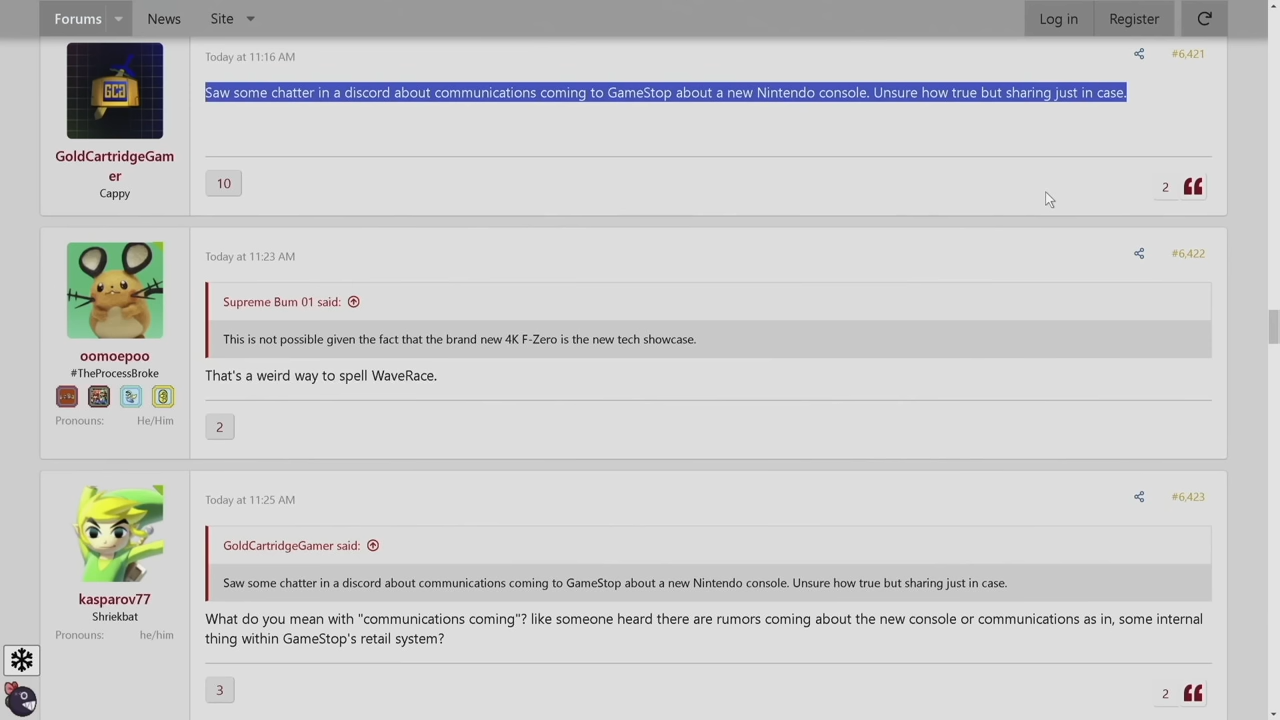 Forums
News
Site
Log in
Register
Today at 11:16 AM
#6,421
GC3
Saw some chatter in a discord about communications coming to GameStop about a new Nintendo console. Unsure how true but sharing just in case.
GoldCartridgeGam
er
Cappy
10
2
Today at 11:23 AM
#6,422
Supreme Bum 01 said:
This is not possible given the fact that the brand new 4K F-Zero is the new tech showcase.
oomoepoo
#TheProcessBroke
Pronouns: He/Him
That's a weird way to spell WaveRace.
2
Today at 11:25 AM
#6,423
GoldCartridgeGamer said:
Saw some chatter in a discord about communications coming to GameStop about a new Nintendo console. Unsure how true but sharing just in case.
kasparov77
Shriekbat
Pronouns: he/him
What do you mean with "communications coming"? like someone heard there are rumors coming about the new console or communications as in, some internal
thing within GameStop's retail system?
3
2